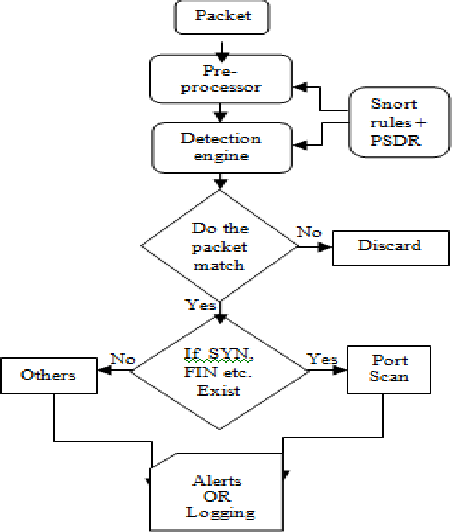 Packet
Pre-
processor
Snort
rules +
PSDR
Detection
engine
Do the
packet
match
No
Discard
Yes
If SYN,
FIN etc.
Exist
No
Others
Yes
Port
Scan
Alerts
OR
Logging